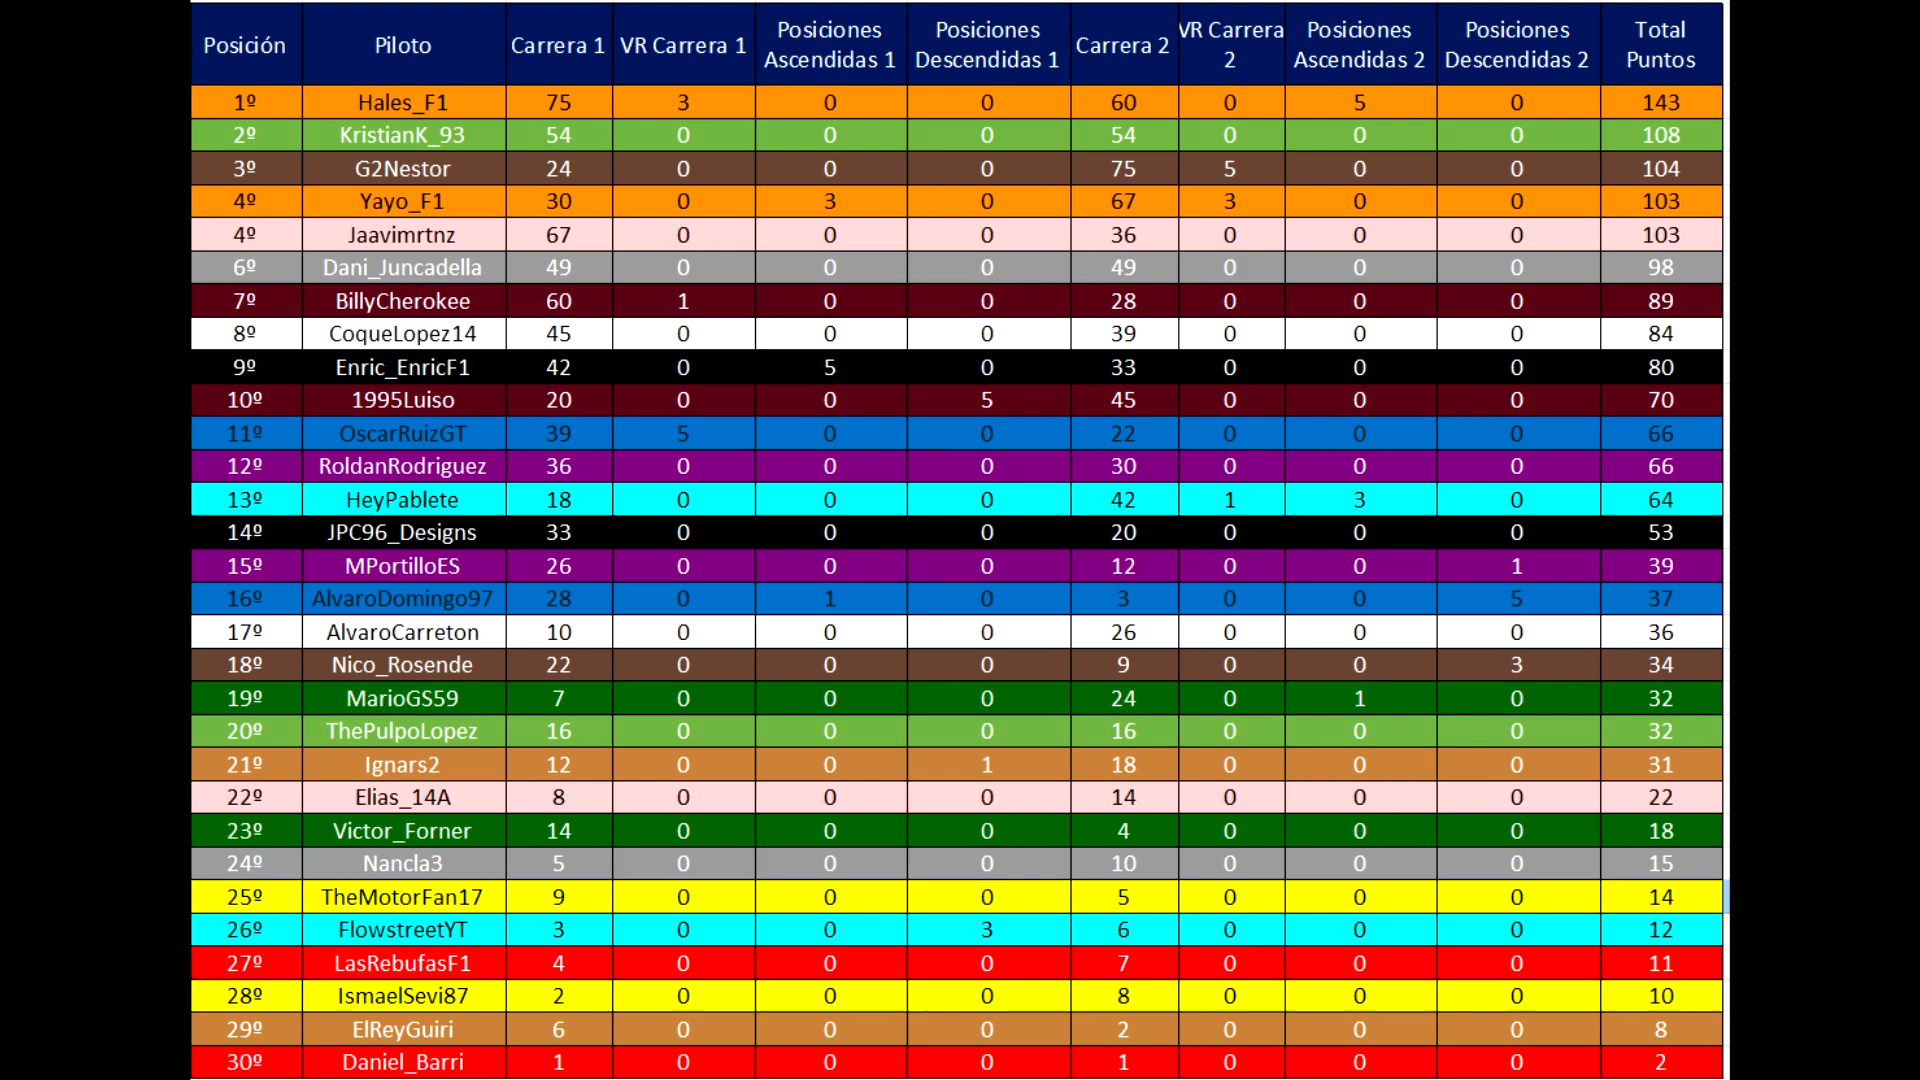 Posición Piloto Carrera 1 VR Carrera 1 Posiciones Ascendidas 1 Posiciones Descendidas 1 Carrera 2 VR Carrera 2 Posiciones Ascendidas 2 Posiciones Descendidas 2 Total Puntos
1º Hales_F1 75 3 0 0 60 0 5 0 143
2º KristianK_93 54 0 0 0 54 0 0 0 108
3º G2Nestor 24 0 0 0 75 5 0 0 104
4º Yayo_F1 30 0 3 0 67 3 0 0 103
4º Jaavimrtnz 67 0 0 0 36 0 0 0 103
6º Dani_Juncadella 49 0 0 0 49 0 0 0 98
7º BillyCherokee 60 1 0 0 28 0 0 0 89
8º CoqueLopez14 45 0 0 0 39 0 0 0 84
9º Enric_EnricF1 42 0 5 0 33 0 0 0 80
10º 1995Luiso 20 0 0 5 45 0 0 0 70
11º OscarRuizGT 39 5 0 0 22 0 0 0 66
12º RoldanRodriguez 36 0 0 0 30 0 0 0 66
13º HeyPablete 18 0 0 0 42 1 3 0 64
14º JPC96_Designs 33 0 0 0 20 0 0 0 53
15º MPortilloES 26 0 0 0 12 0 0 1 39
16º AlvaroDomingo97 28 0 1 0 3 0 0 5 37
17º AlvaroCarreton 10 0 0 0 26 0 0 0 36
18º Nico_Rosende 22 0 0 0 9 0 0 3 34
19º MarioGS59 7 0 0 0 24 0 1 0 32
20º ThePulpoLopez 16 0 0 0 16 0 0 0 32
21º Ignars2 12 0 0 1 18 0 0 0 31
22º Elias_14A 8 0 0 0 14 0 0 0 22
23º Victor_Forner 14 0 0 0 4 0 0 0 18
24º Nancla3 5 0 0 0 10 0 0 0 15
25º TheMotorFan17 9 0 0 0 5 0 0 0 14
26º FlowstreetYT 3 0 0 3 6 0 0 0 12
27º LasRebufasF1 4 0 0 0 7 0 0 0 11
28º IsmaelSevi87 2 0 0 0 8 0 0 0 10
29º ElReyGuiri 6 0 0 0 2 0 0 0 8
30º Daniel_Barri 1 0 0 0 1 0 0 0 2